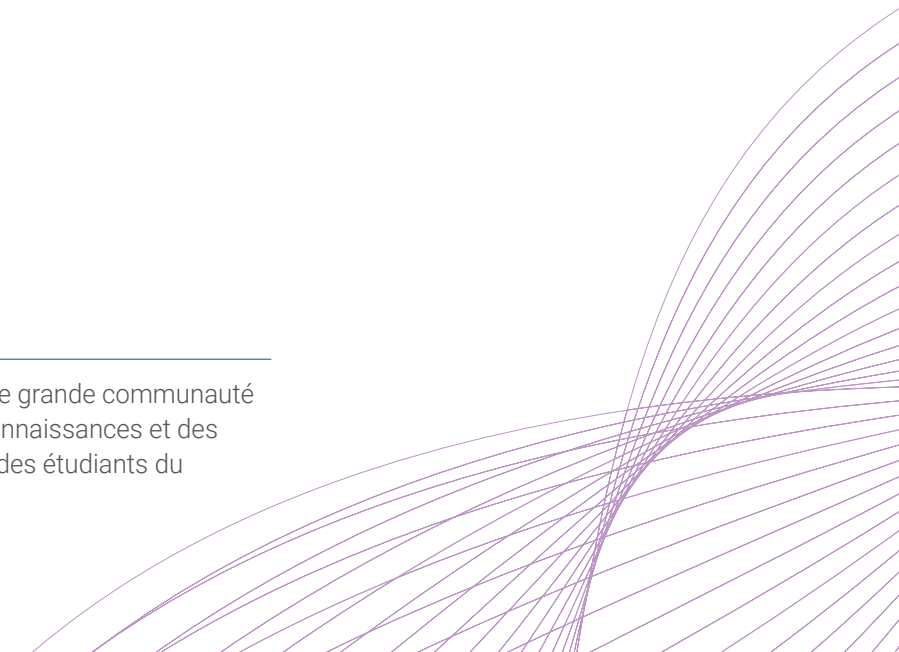 e grande communauté
nnaissances et des
des étudiants du